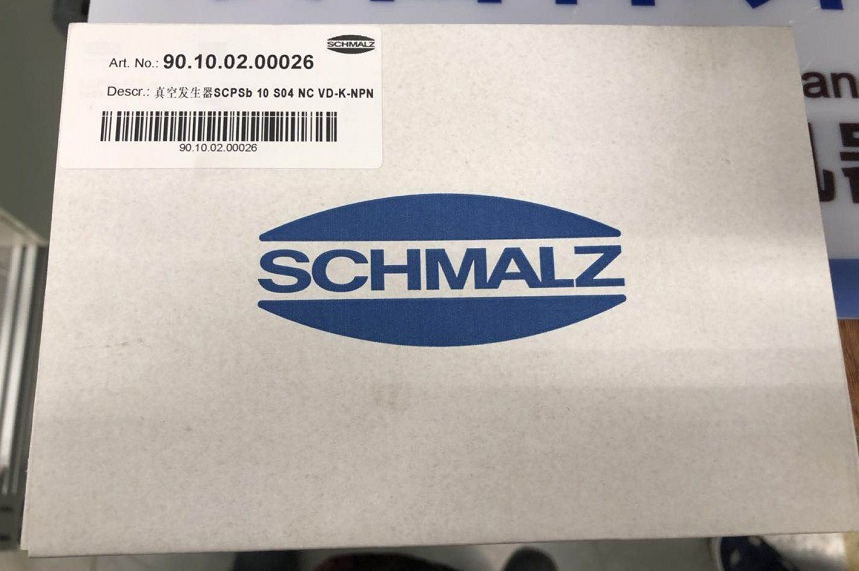 SCHMALZ
Art. No.: 90.10.02.00026
Descr.: 真空发生器SCPSb 10 S04 NC VD-K-NPN
90.10.02.00026
SCHMALZ
an